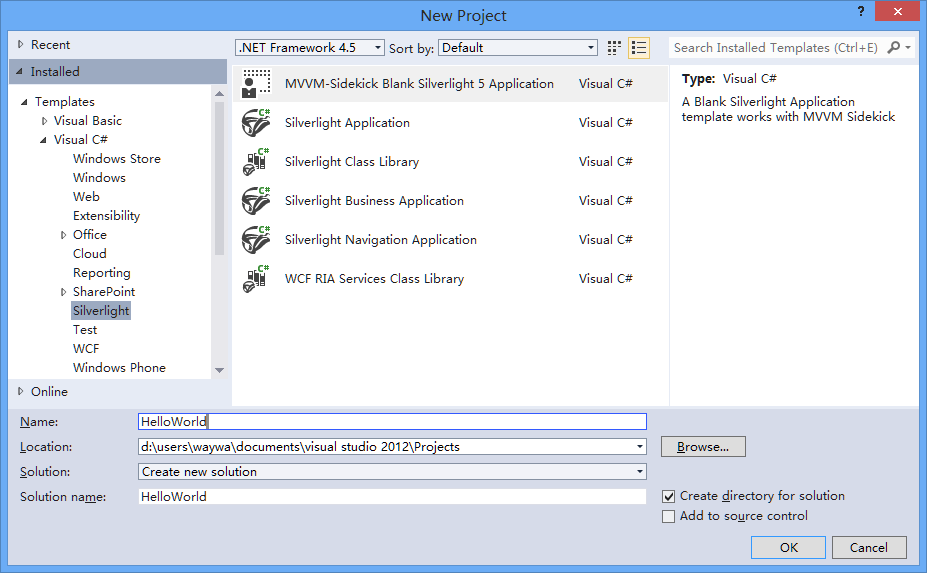 New Project
?
Recent
Installed
Templates
Visual Basic
Visual C#
Windows Store
Windows
Web
Extensibility
Office
Cloud
Reporting
SharePoint
Silverlight
Test
WCF
Windows Phone
Online
.NET Framework 4.5
Sort by: Default
Search Installed Templates (Ctrl+E)
MVVM-Sidekick Blank Silverlight 5 Application Visual C#
C# Silverlight Application Visual C#
C# Silverlight Class Library Visual C#
C# Silverlight Business Application Visual C#
C# Silverlight Navigation Application Visual C#
C# WCF RIA Services Class Library Visual C#
Type: Visual C#
A Blank Silverlight Application
template works with MVVM Sidekick
Name: HelloWorld
Location: d:\users\waywa\documents\visual studio 2012\Projects
Browse...
Solution: Create new solution
Solution name: HelloWorld
Create directory for solution
Add to source control
OK
Cancel